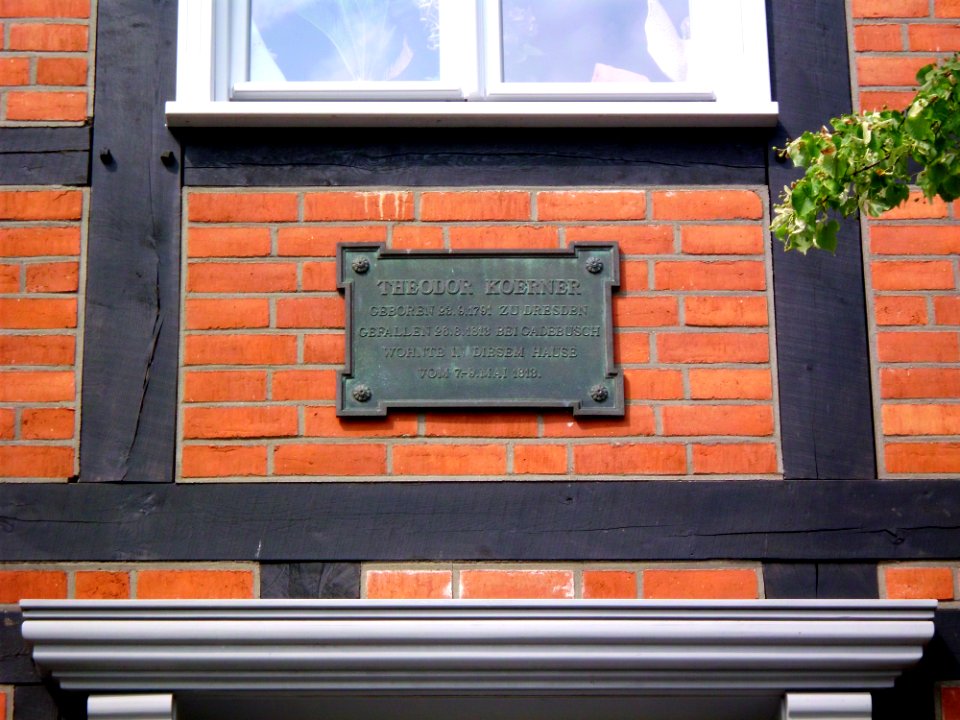 THEODOR KOERNER
GEBOREN 23.9.1791 ZU DRESDEN
GEFALLEN 26.8.1813 BEI GADEBUSCH
WOHNTE IN DIESEM HAUSE
VOM 7-9.MAI 1813.